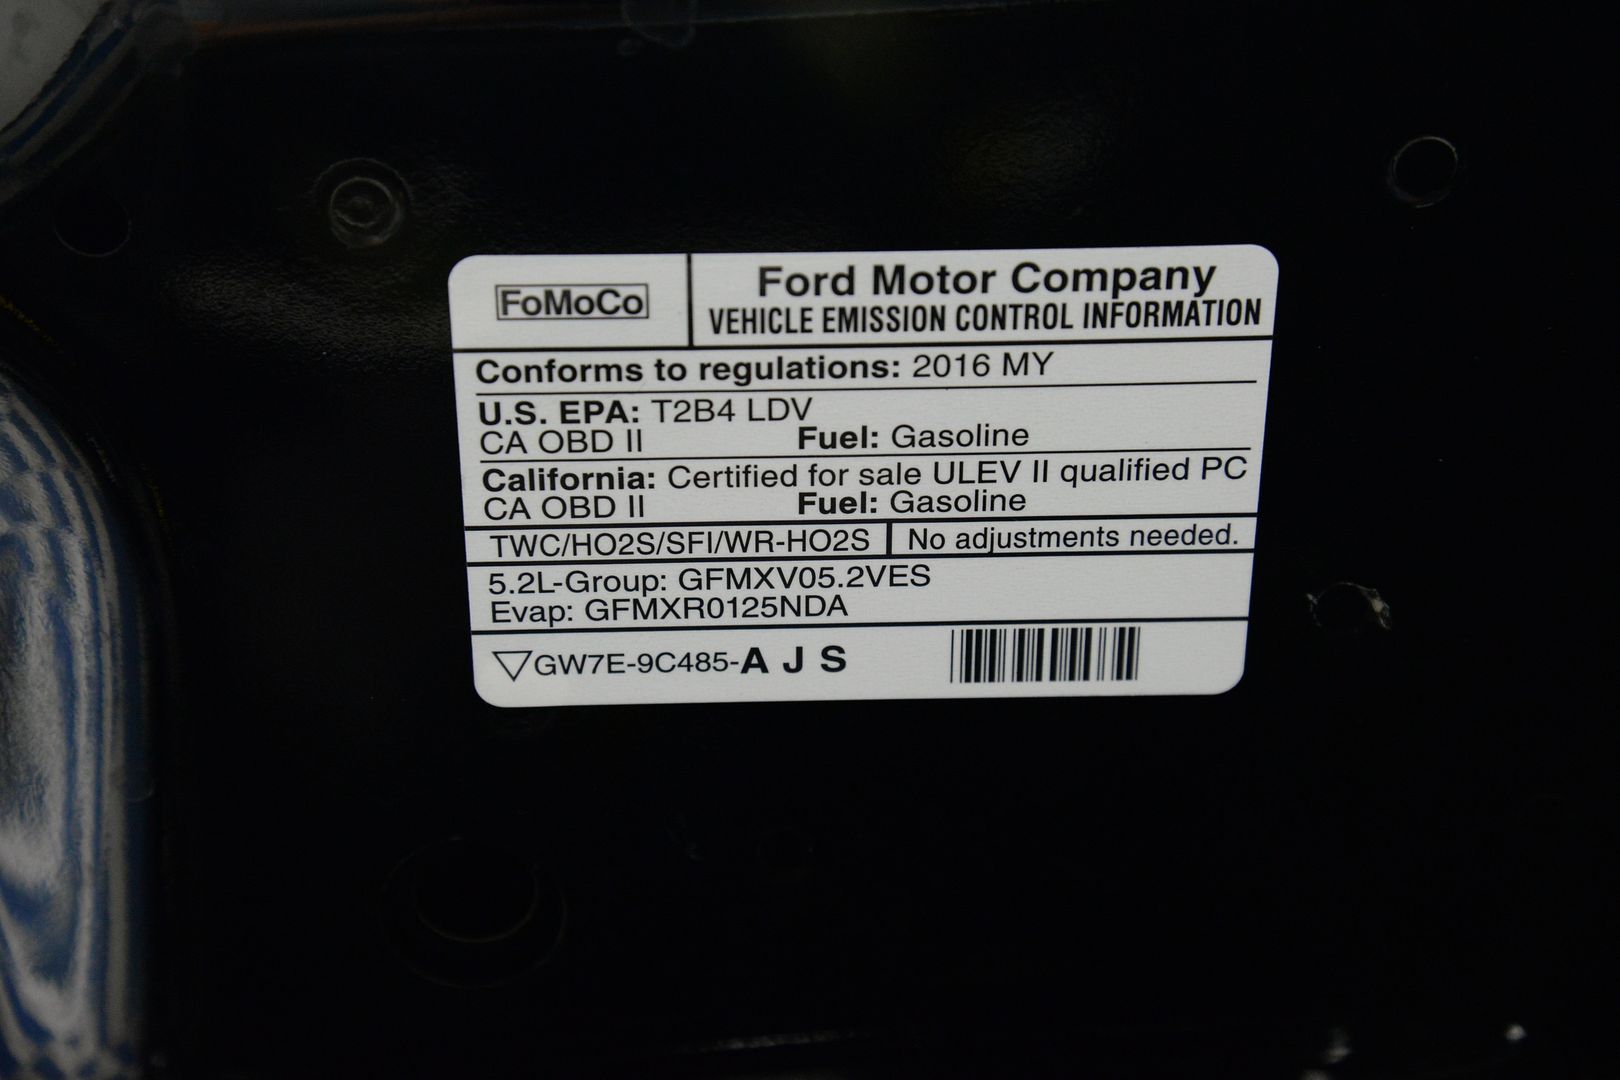 FoMoCo
Ford Motor Company
VEHICLE EMISSION CONTROL INFORMATION
Conforms to regulations: 2016 MY
U.S. EPA: T2B4 LDV
CA OBD II Fuel: Gasoline
California: Certified for sale ULEV II qualified PC
CA OBD II Fuel: Gasoline
TWC/HO2S/SFI/WR-HO2S No adjustments needed.
5.2L-Group: GFMXV05.2VES
Evap: GFMXR0125NDA
▽GW7E-9C485-A J S